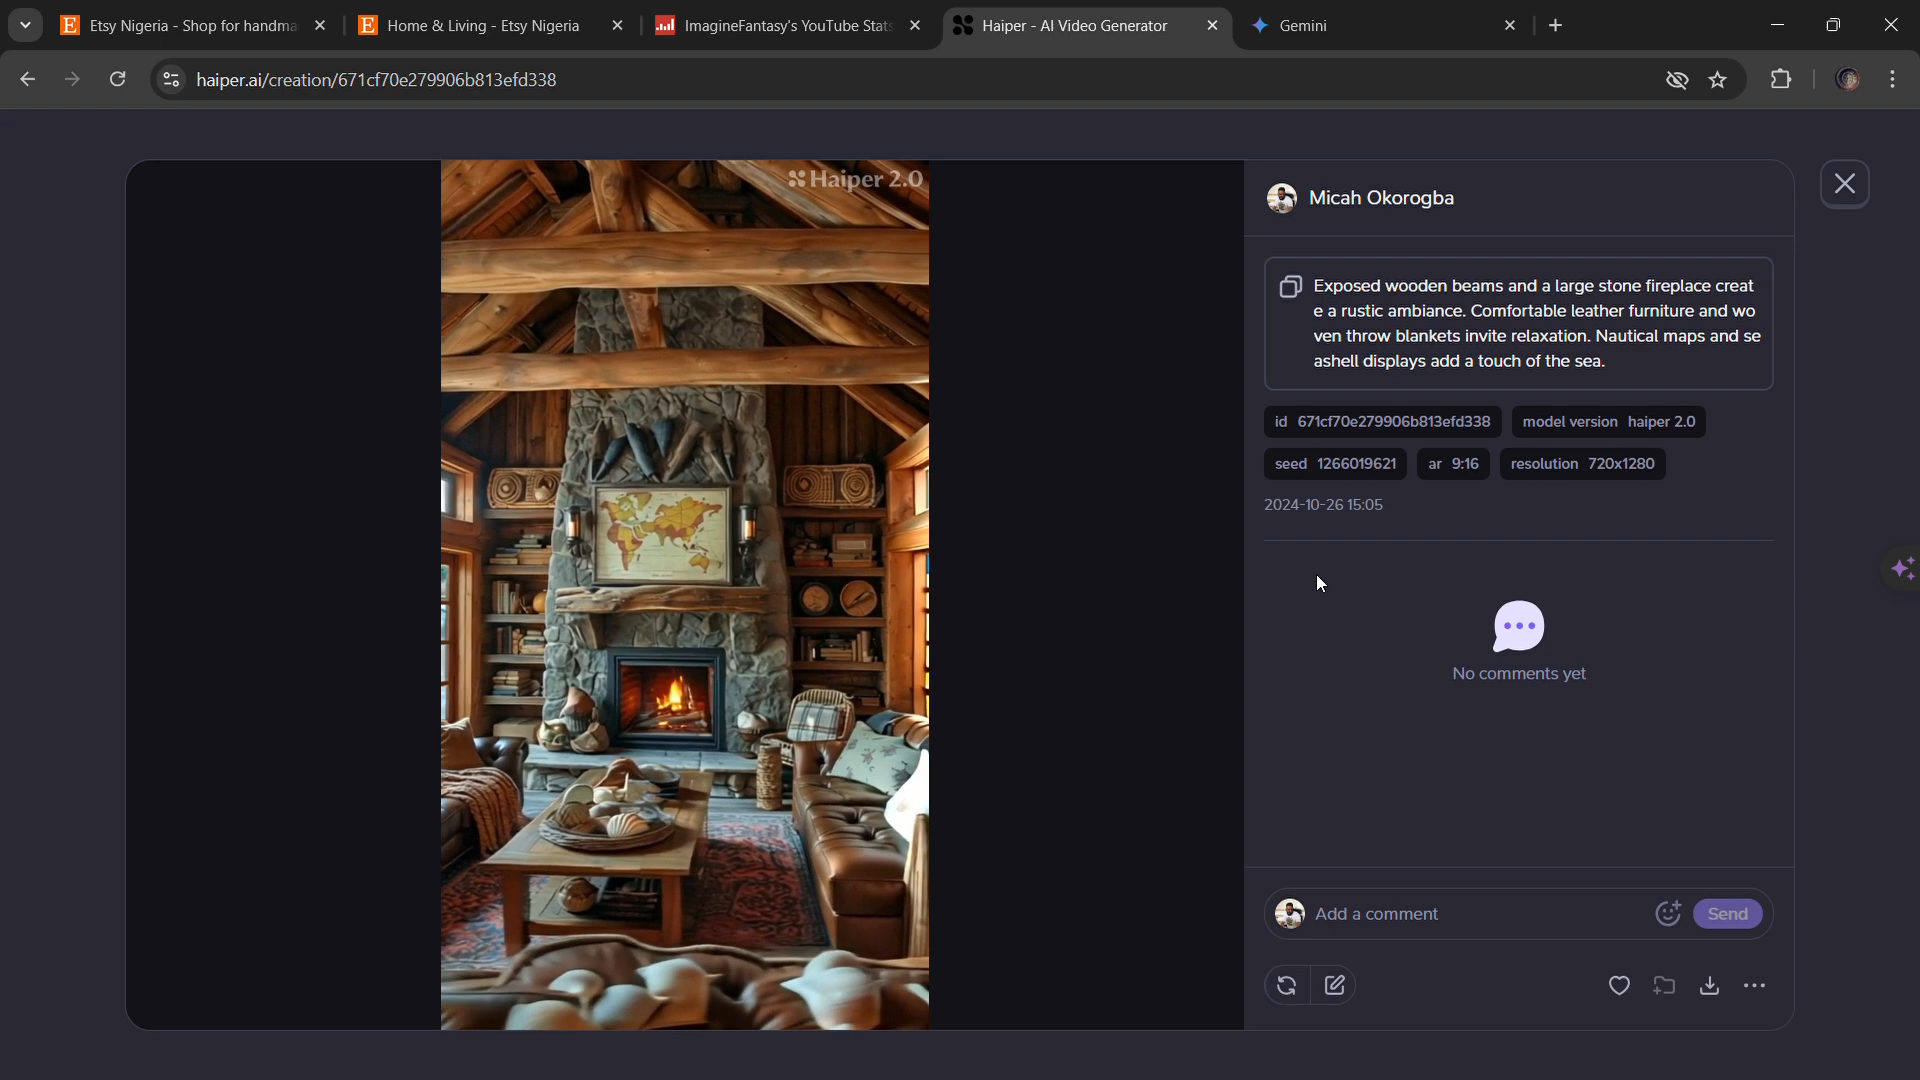 Etsy Nigeria - Shop for handma
Home & Living - Etsy Nigeria
ImagineFantasy's YouTube Stats
Haiper - AI Video Generator
Gemini
haiper.ai/creation/671cf70e279906b813efd338
Haiper 2.0
Micah Okorogba
Exposed wooden beams and a large stone fireplace creat
e a rustic ambiance. Comfortable leather furniture and wo
ven throw blankets invite relaxation. Nautical maps and se
ashell displays add a touch of the sea.
id 671cf70e279906b813efd338 model version haiper 2.0
seed 1266019621 ar 9:16 resolution 720x1280
2024-10-26 15:05
No comments yet
Add a comment
Send